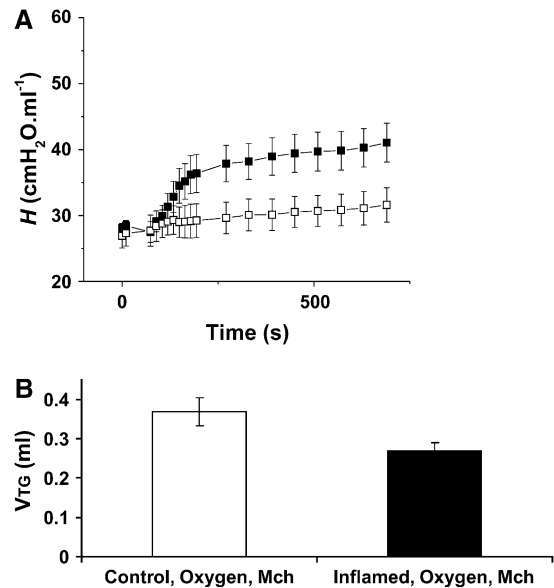 A
60
50
40
30
20
H (cmH2O.ml-1)
0
500
Time (s)
B
0.4
0.3
0.2
0.1
0
VTG (ml)
Control, Oxygen, Mch
Inflamed, Oxygen, Mch